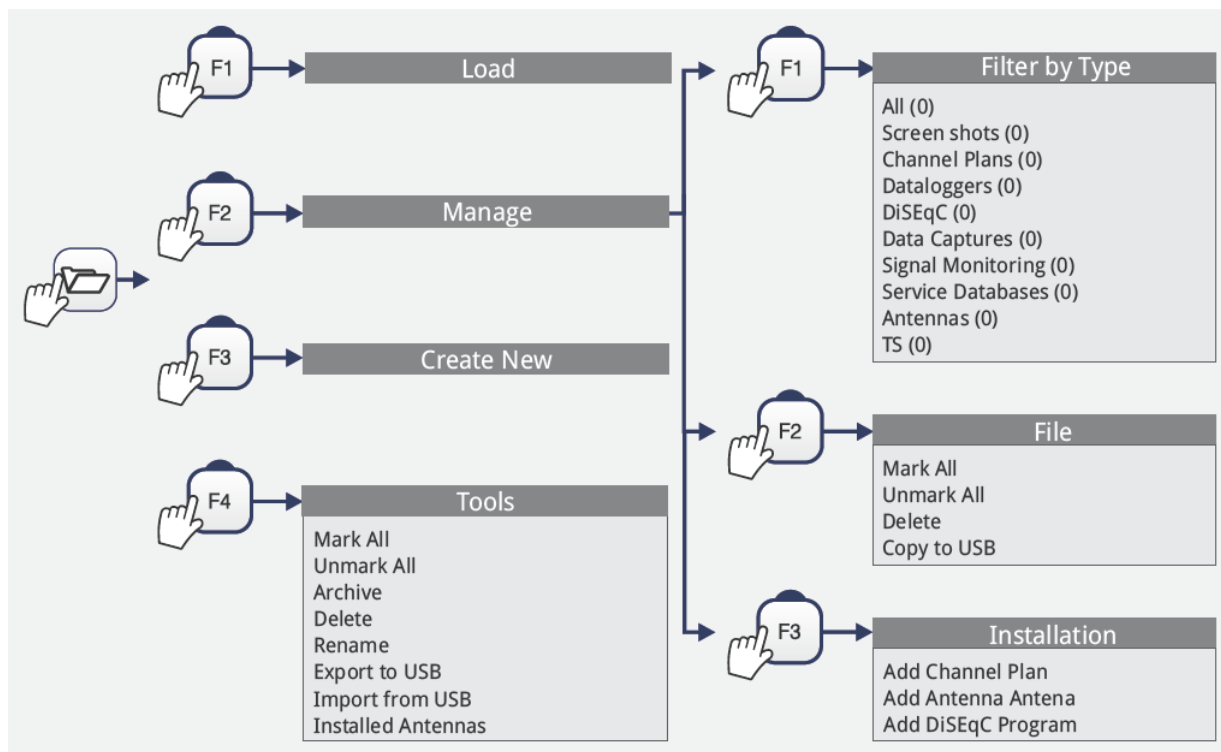 F1
Load
F2
Manage
F3
Create New
F4
Tools
Mark All
Unmark All
Archive
Delete
Rename
Export to USB
Import from USB
Installed Antennas
F1
Filter by Type
All (0)
Screen shots (0)
Channel Plans (0)
Dataloggers (0)
DiSEqC (0)
Data Captures (0)
Signal Monitoring (0)
Service Databases (0)
Antennas (0)
TS (0)
F2
File
Mark All
Unmark All
Delete
Copy to USB
F3
Installation
Add Channel Plan
Add Antenna Antena
Add DiSEqC Program